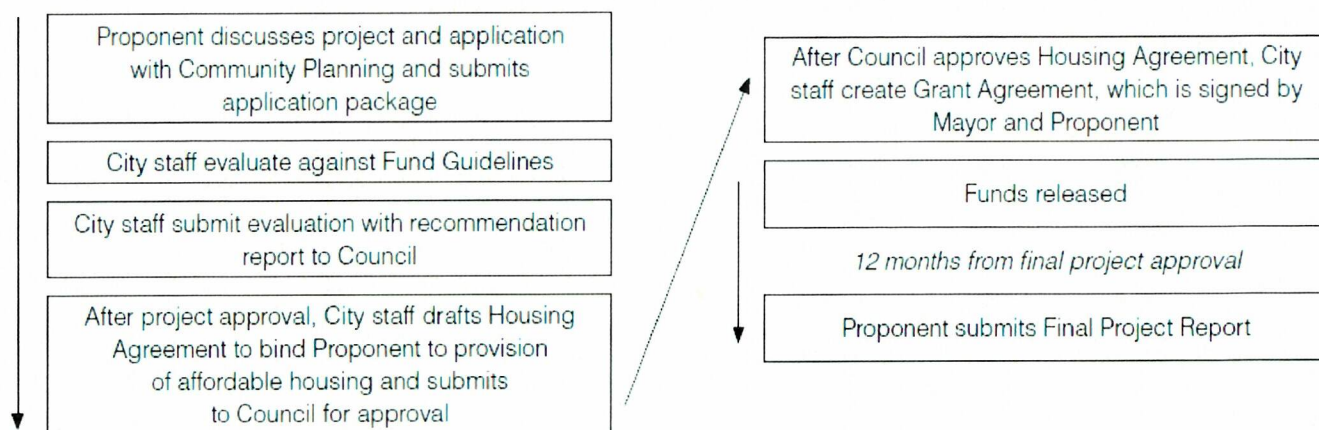 Proponent discusses project and application
with Community Planning and submits
application package
City staff evaluate against Fund Guidelines
City staff submit evaluation with recommendation
report to Council
After project approval, City staff drafts Housing
Agreement to bind Proponent to provision
of affordable housing and submits
to Council for approval
After Council approves Housing Agreement, City
staff create Grant Agreement, which is signed by
Mayor and Proponent
Funds released
12 months from final project approval
Proponent submits Final Project Report